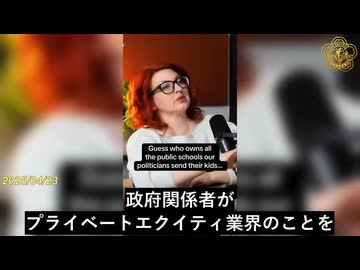 2025/04/23
Guess who owns all
the public schools our
politicians send their kids...
政府関係者が
プライベートエクイティ業界のことを